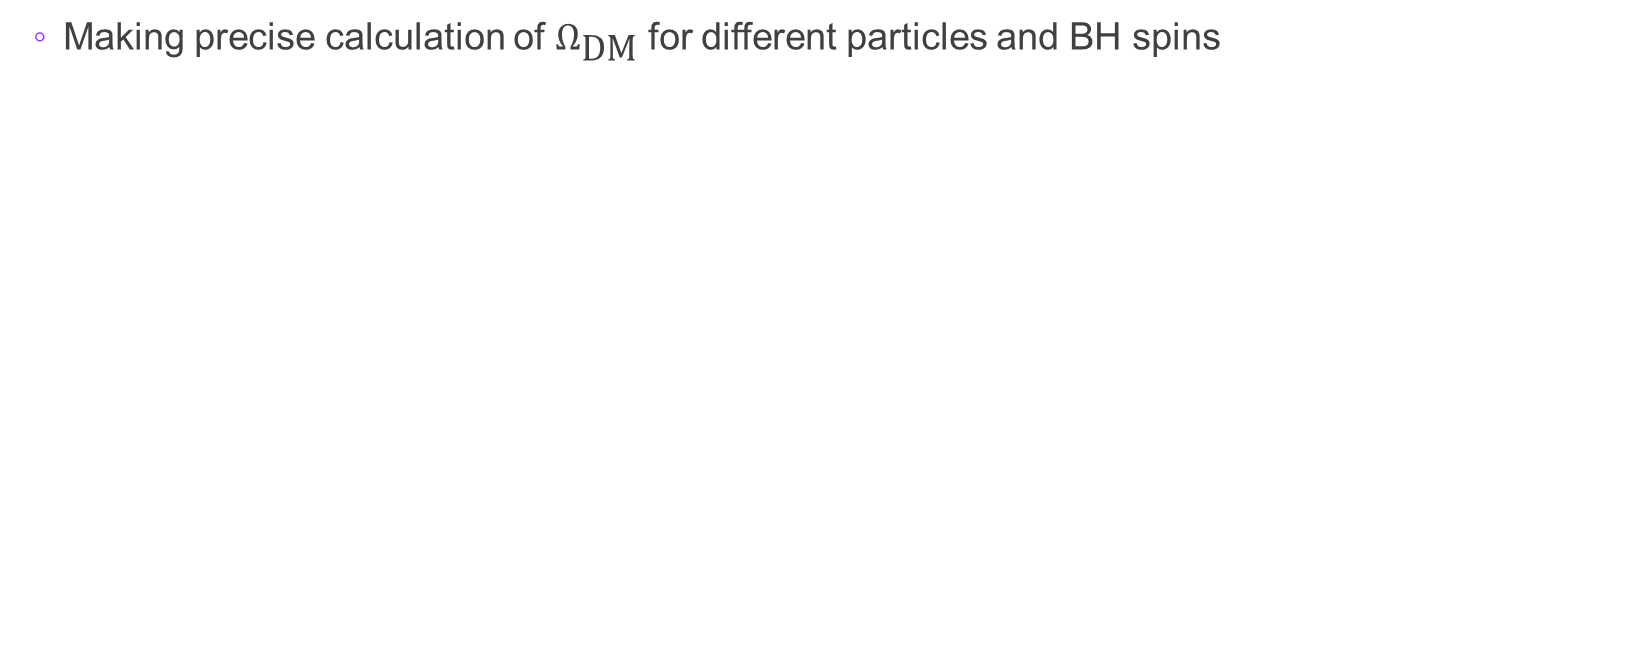 ◦ Making precise calculation of Ω_DM for different particles and BH spins